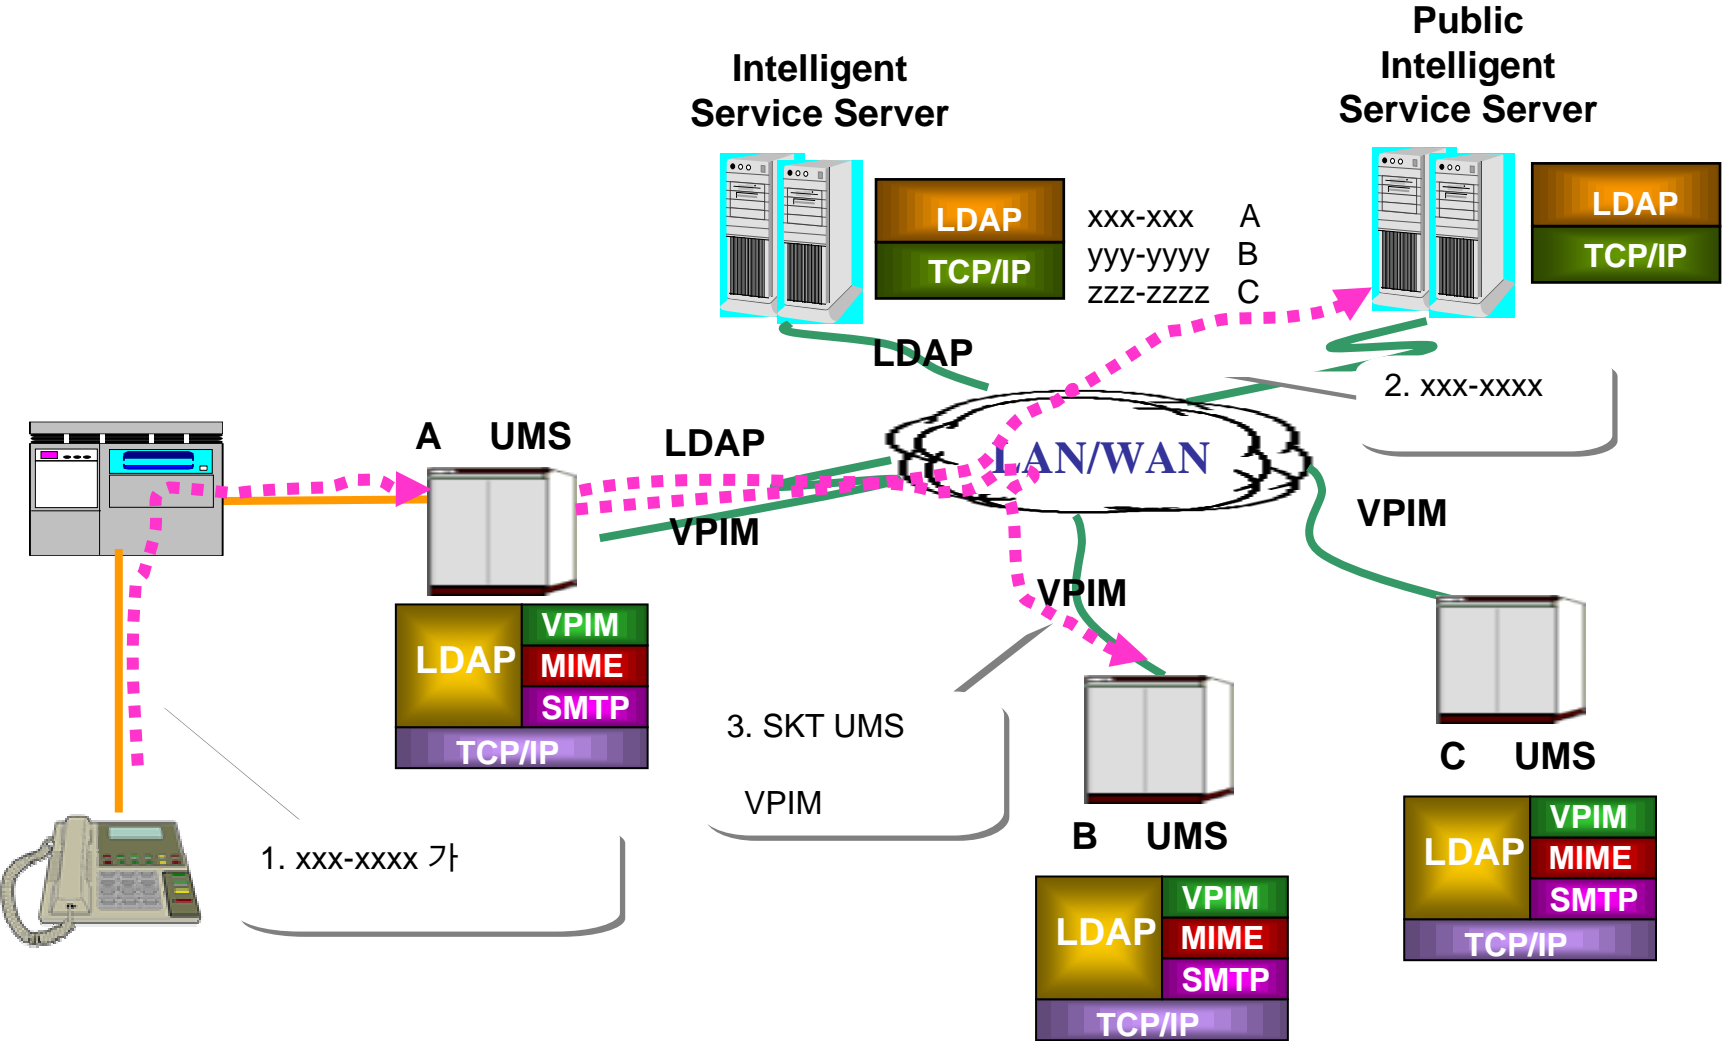 Public
Intelligent
Service Server
Intelligent
Service Server
LDAP
TCP/IP
xxx-xxx A
yyy-yyyy B
zzz-zzzz C
LDAP
TCP/IP
LDAP
2. xxx-xxxx
A UMS
LDAP
LAN/WAN
VPIM
VPIM
VPIM
LDAP
VPIM
MIME
SMTP
TCP/IP
3. SKT UMS
VPIM
1. xxx-xxxx 가
B UMS
LDAP
VPIM
MIME
SMTP
TCP/IP
C UMS
LDAP
VPIM
MIME
SMTP
TCP/IP